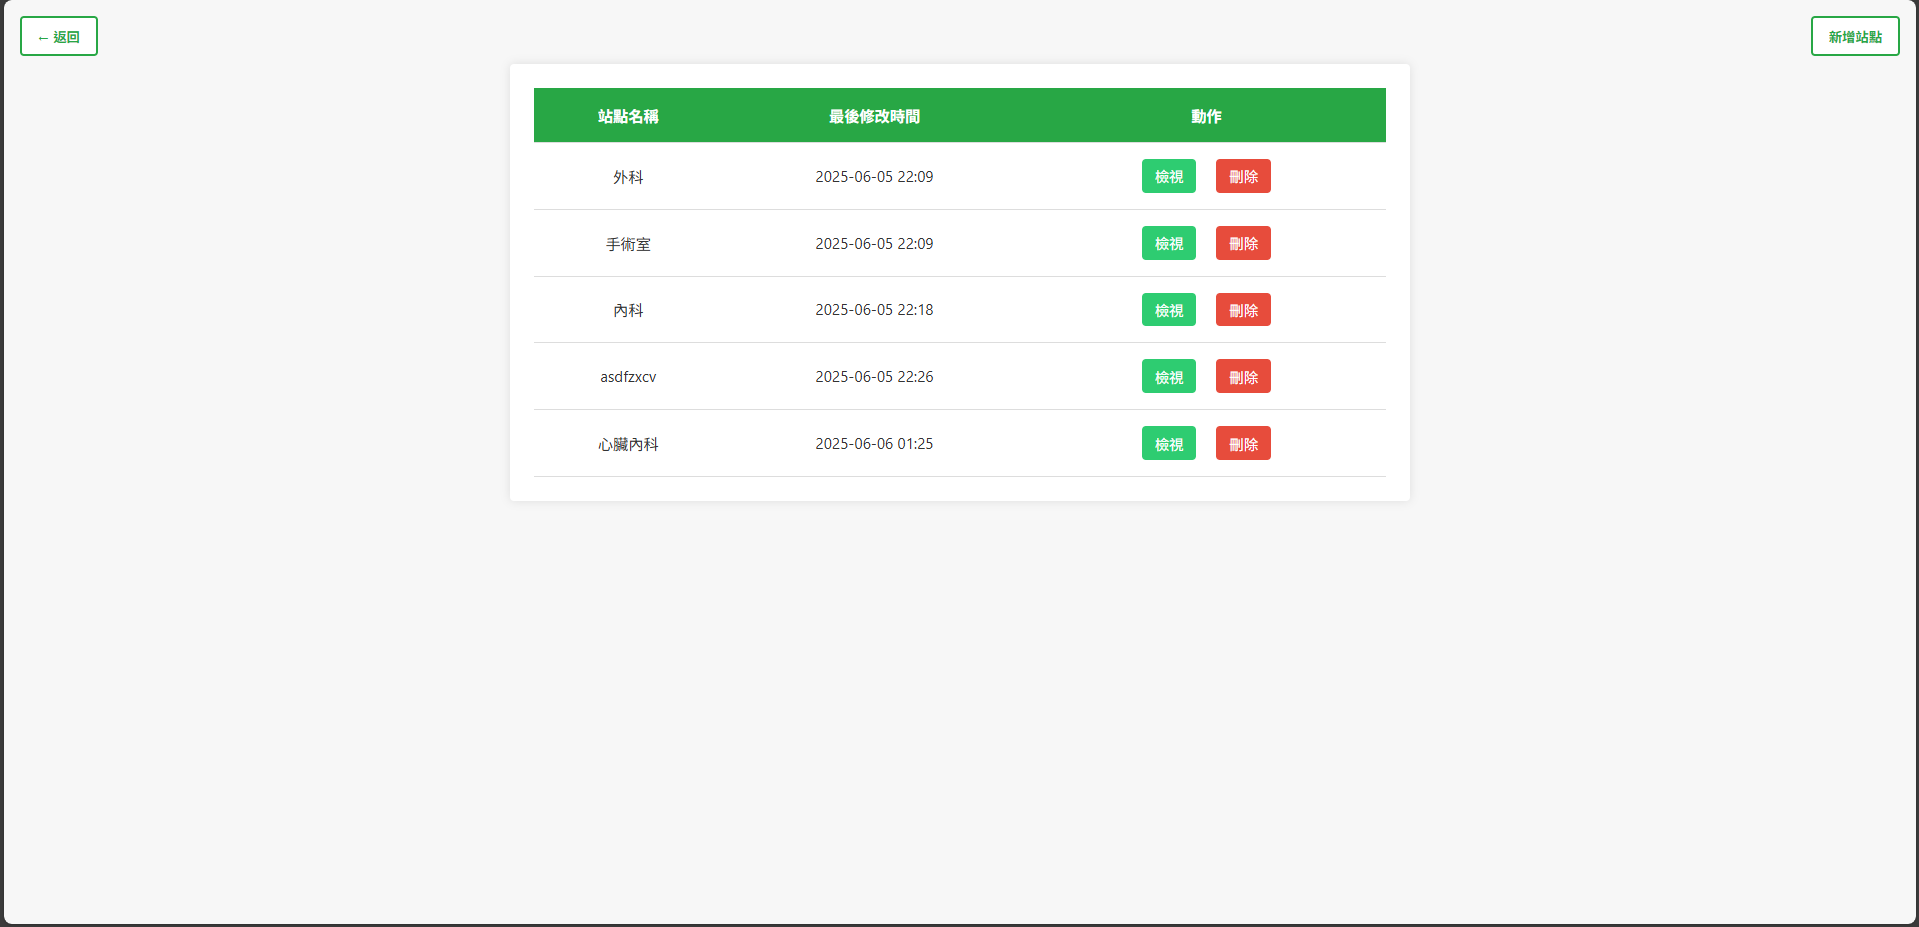 ← 返回
新增站點
站點名稱 最後修改時間 動作
外科 2025-06-05 22:09 檢視 刪除
手術室 2025-06-05 22:09 檢視 刪除
內科 2025-06-05 22:18 檢視 刪除
asdfzxcv 2025-06-05 22:26 檢視 刪除
心臟內科 2025-06-06 01:25 檢視 刪除